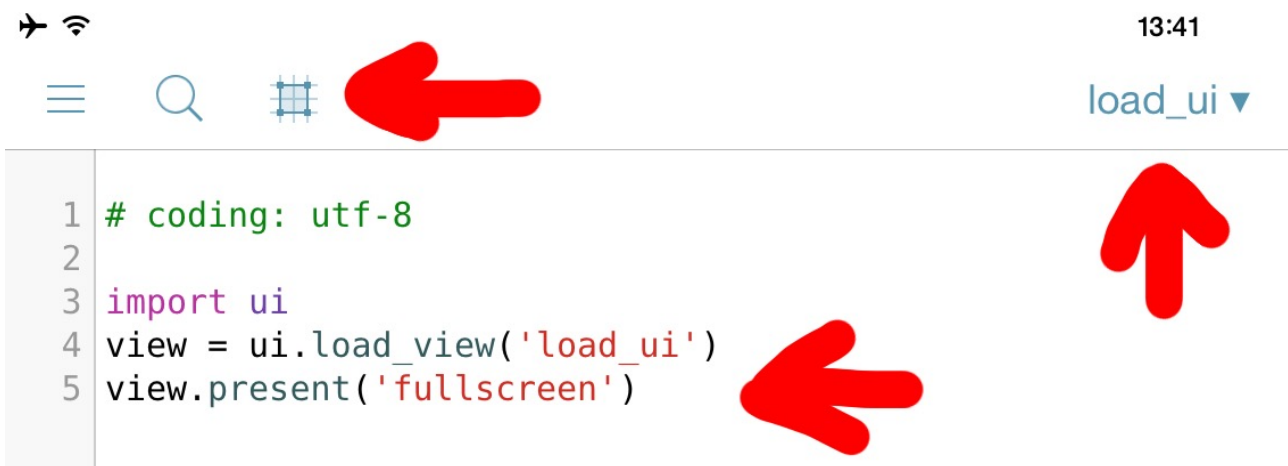 13:41
load_ui ▾
1 # coding: utf-8
2
3 import ui
4 view = ui.load_view('load_ui')
5 view.present('fullscreen')